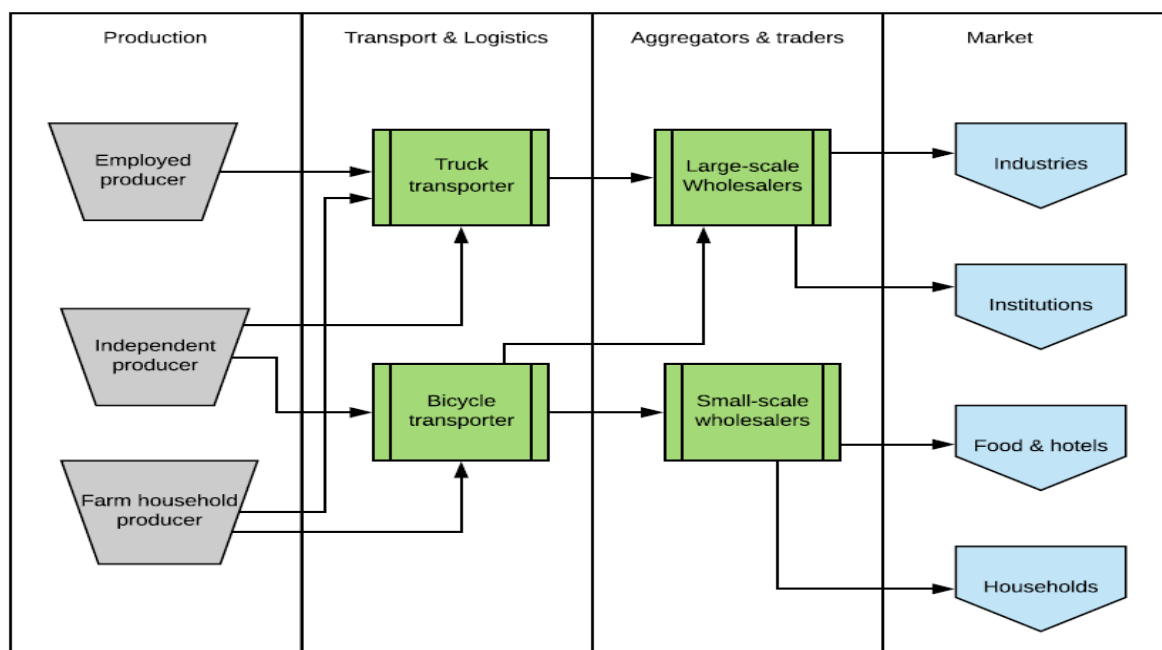 Production
Transport & Logistics
Aggregators & traders
Market
Employed
producer
Truck
transporter
Large-scale
Wholesalers
Industries
Institutions
Independent
producer
Bicycle
transporter
Small-scale
wholesalers
Food & hotels
Farm household
producer
Households